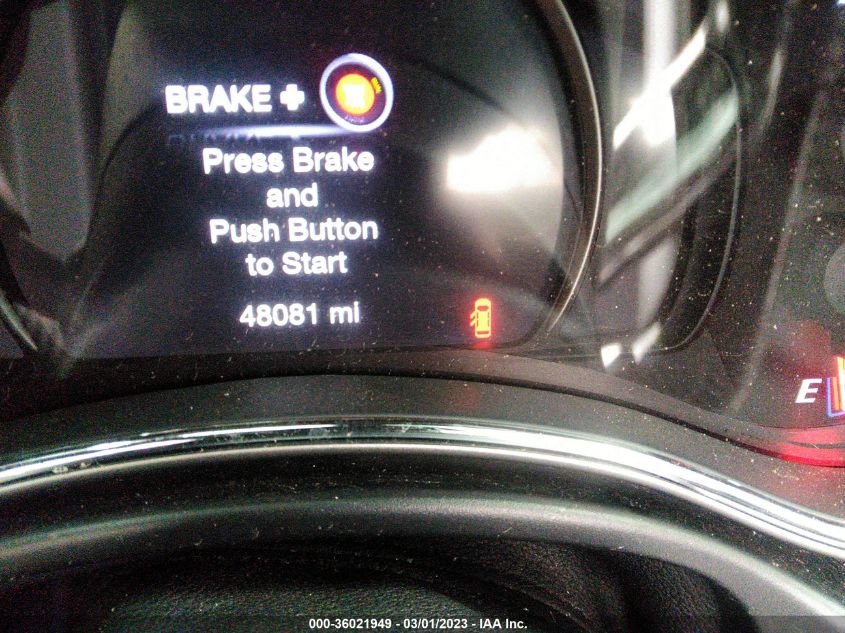 BRAKE +
Press Brake
and
Push Button
to Start
48081 mi
E
000-36021949 - 03/01/2023 - IAA Inc.